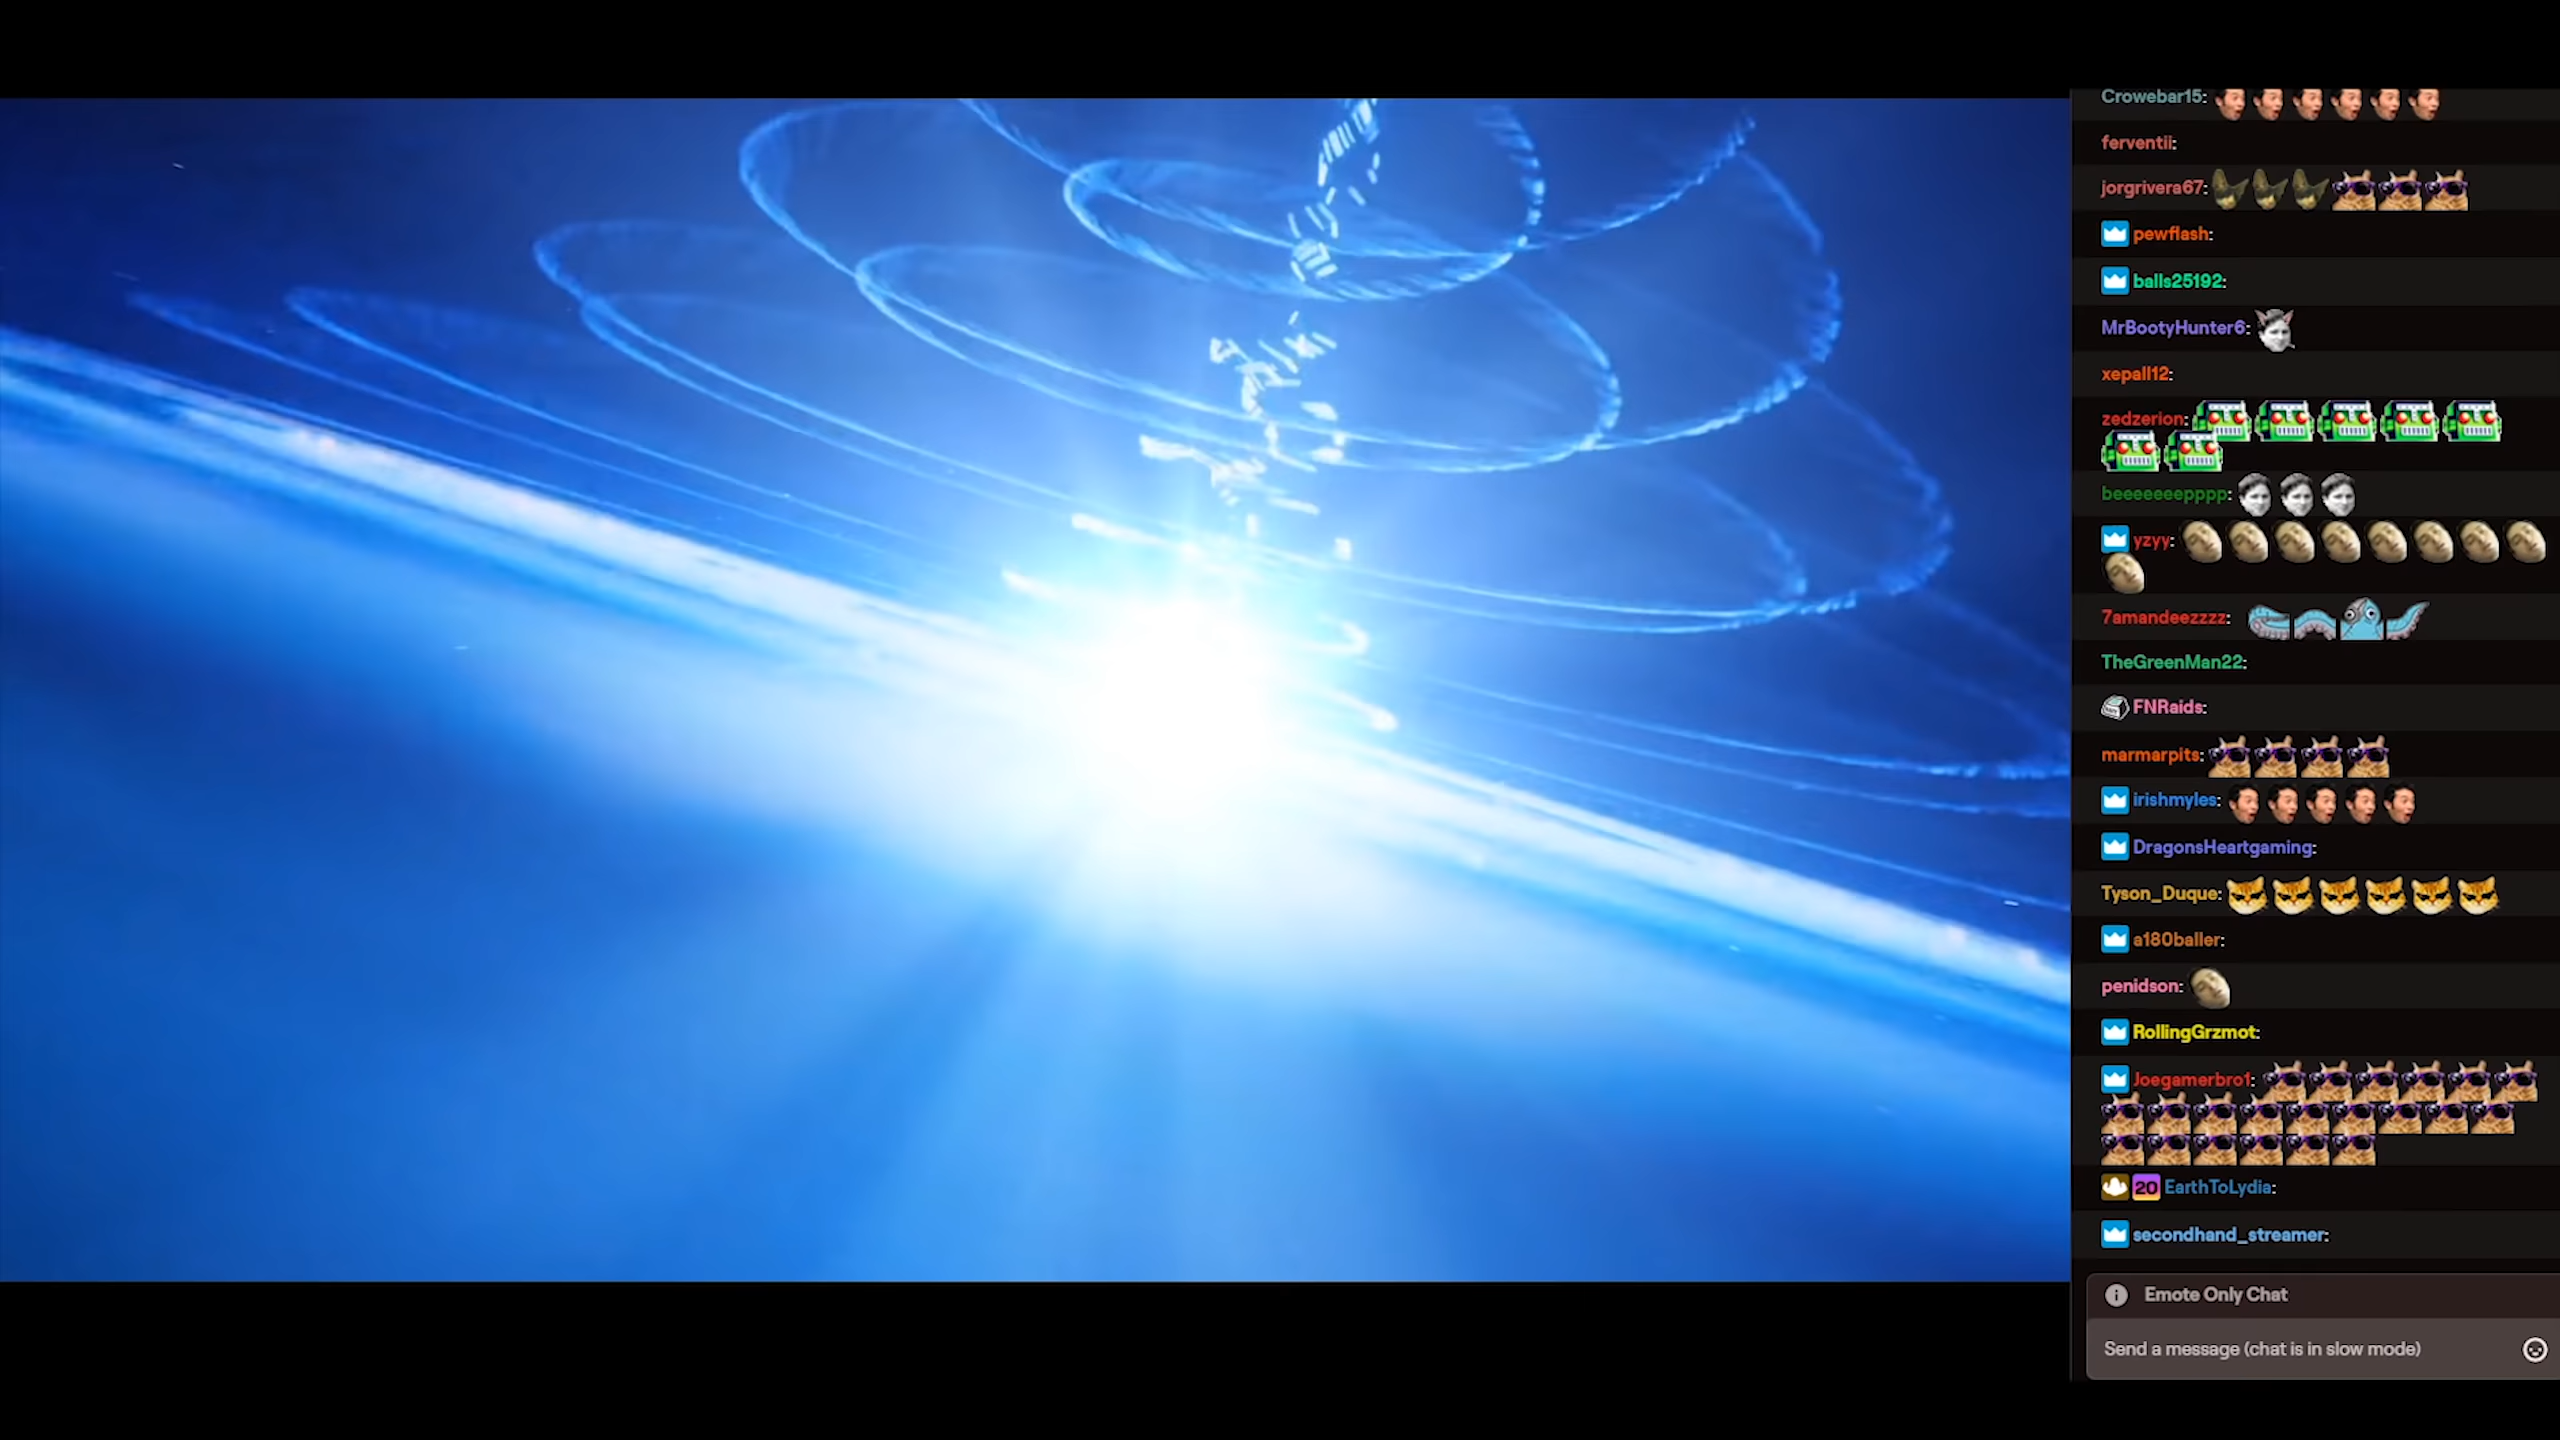 Crowebar15:
ferventii:
jorgrivera67:
pewflash:
balls25192:
MrBootyHunter6:
xepall12:
zedzerion:
beeeeeeepppp:
yzyy:
7amandeezzzz:
TheGreenMan22:
FNRaids:
marmarpits:
irishmyles:
DragonsHeartgaming:
Tyson_Duque:
a180baller:
penidson:
RollingGrzmot:
Joegamerbro1:
20 EarthToLydia:
secondhand_streamer:
Emote Only Chat
Send a message (chat is in slow mode)